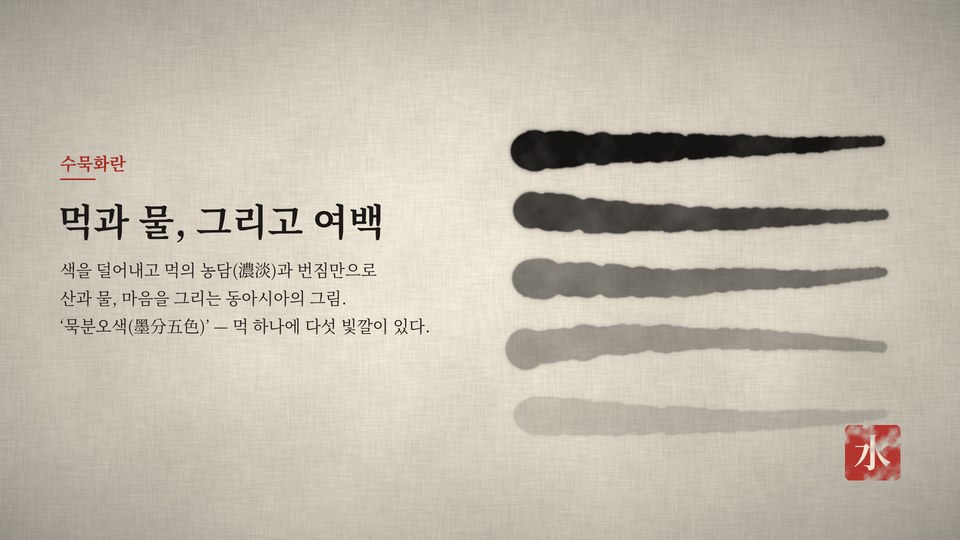 수묵화란
먹과 물, 그리고 여백
색을 덜어내고 먹의 농담(濃淡)과 번짐만으로
산과 물, 마음을 그리는 동아시아의 그림.
‘묵분오색(墨分五色)’ — 먹 하나에 다섯 빛깔이 있다.
水